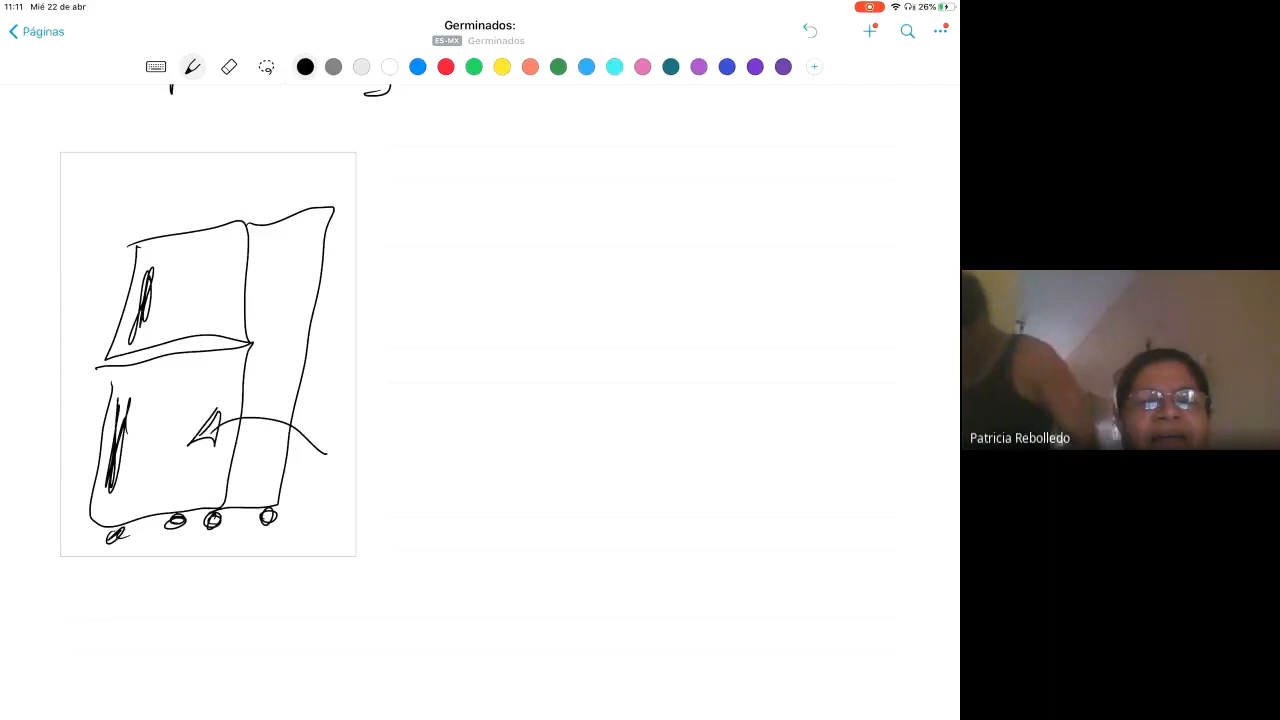 11:11 Mié 22 de abr
26%
Páginas
Germinados:
ES-MX Germinados
Patricia Rebolledo